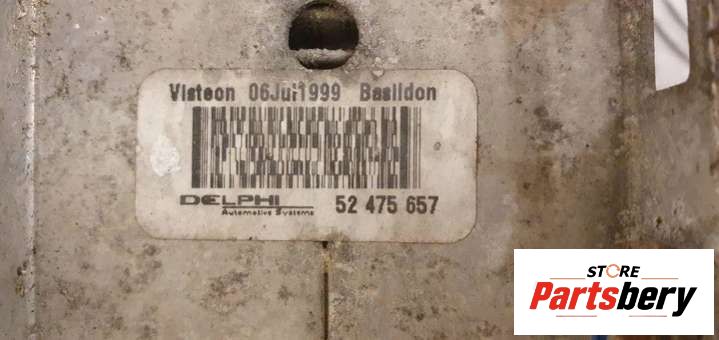 Visteon 06Jul1999 Basildon
DELPHI
Automotive Systems
52 475 657
STORE
Partsbery